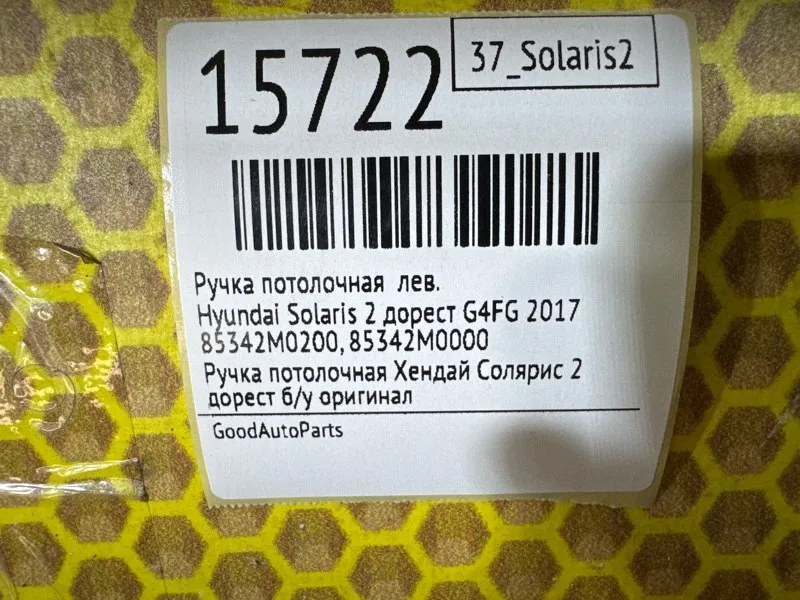 15722
37_Solaris2
Ручка потолочная лев.
Hyundai Solaris 2 дорест G4FG 2017
85342M0200, 85342M0000
Ручка потолочная Хендай Солярис 2
дорест б/у оригинал
GoodAutoParts